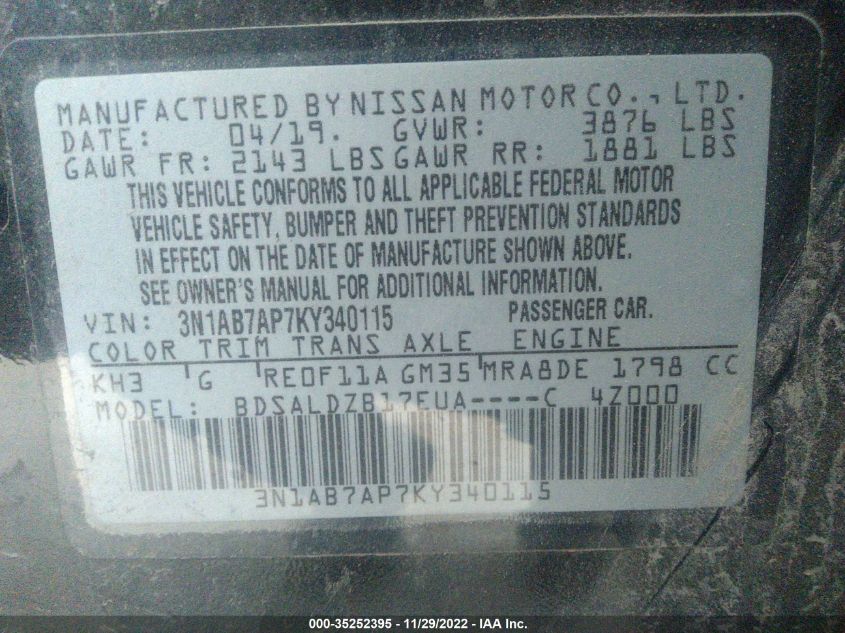 MANUFACTURED BY NISSAN MOTOR CO., LTD.
DATE: 04/19. GVWR: 3876 LBS
GAWR FR: 2143 LBS GAWR RR: 1881 LBS
THIS VEHICLE CONFORMS TO ALL APPLICABLE FEDERAL MOTOR
VEHICLE SAFETY, BUMPER AND THEFT PREVENTION STANDARDS
IN EFFECT ON THE DATE OF MANUFACTURE SHOWN ABOVE.
SEE OWNER'S MANUAL FOR ADDITIONAL INFORMATION.
VIN: 3N1AB7AP7KY340115 PASSENGER CAR.
COLOR TRIM TRANS AXLE ENGINE
KH3 G RE0F11A GM35 MRA8DE 1798 CC
MODEL: BDSALDZB17EUA----C 4Z000
3N1AB7AP7KY340115
000-35252395 - 11/29/2022 - IAA Inc.